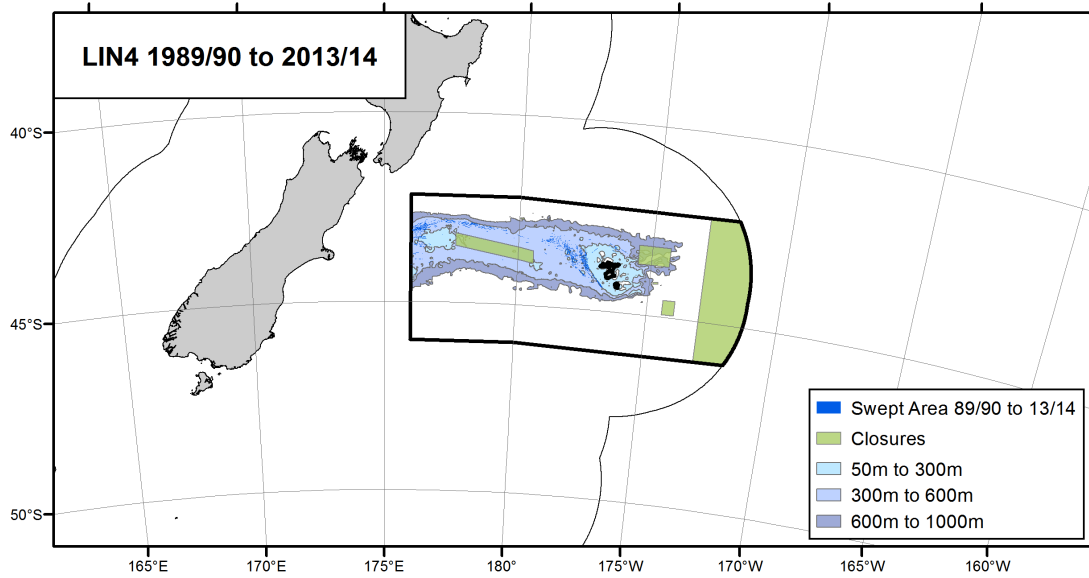 LIN4 1989/90 to 2013/14
40°S
45°S
50°S
Swept Area 89/90 to 13/14
Closures
50m to 300m
300m to 600m
600m to 1000m
165°E
170°E
175°E
180°
175°W
170°W
165°W
160°W